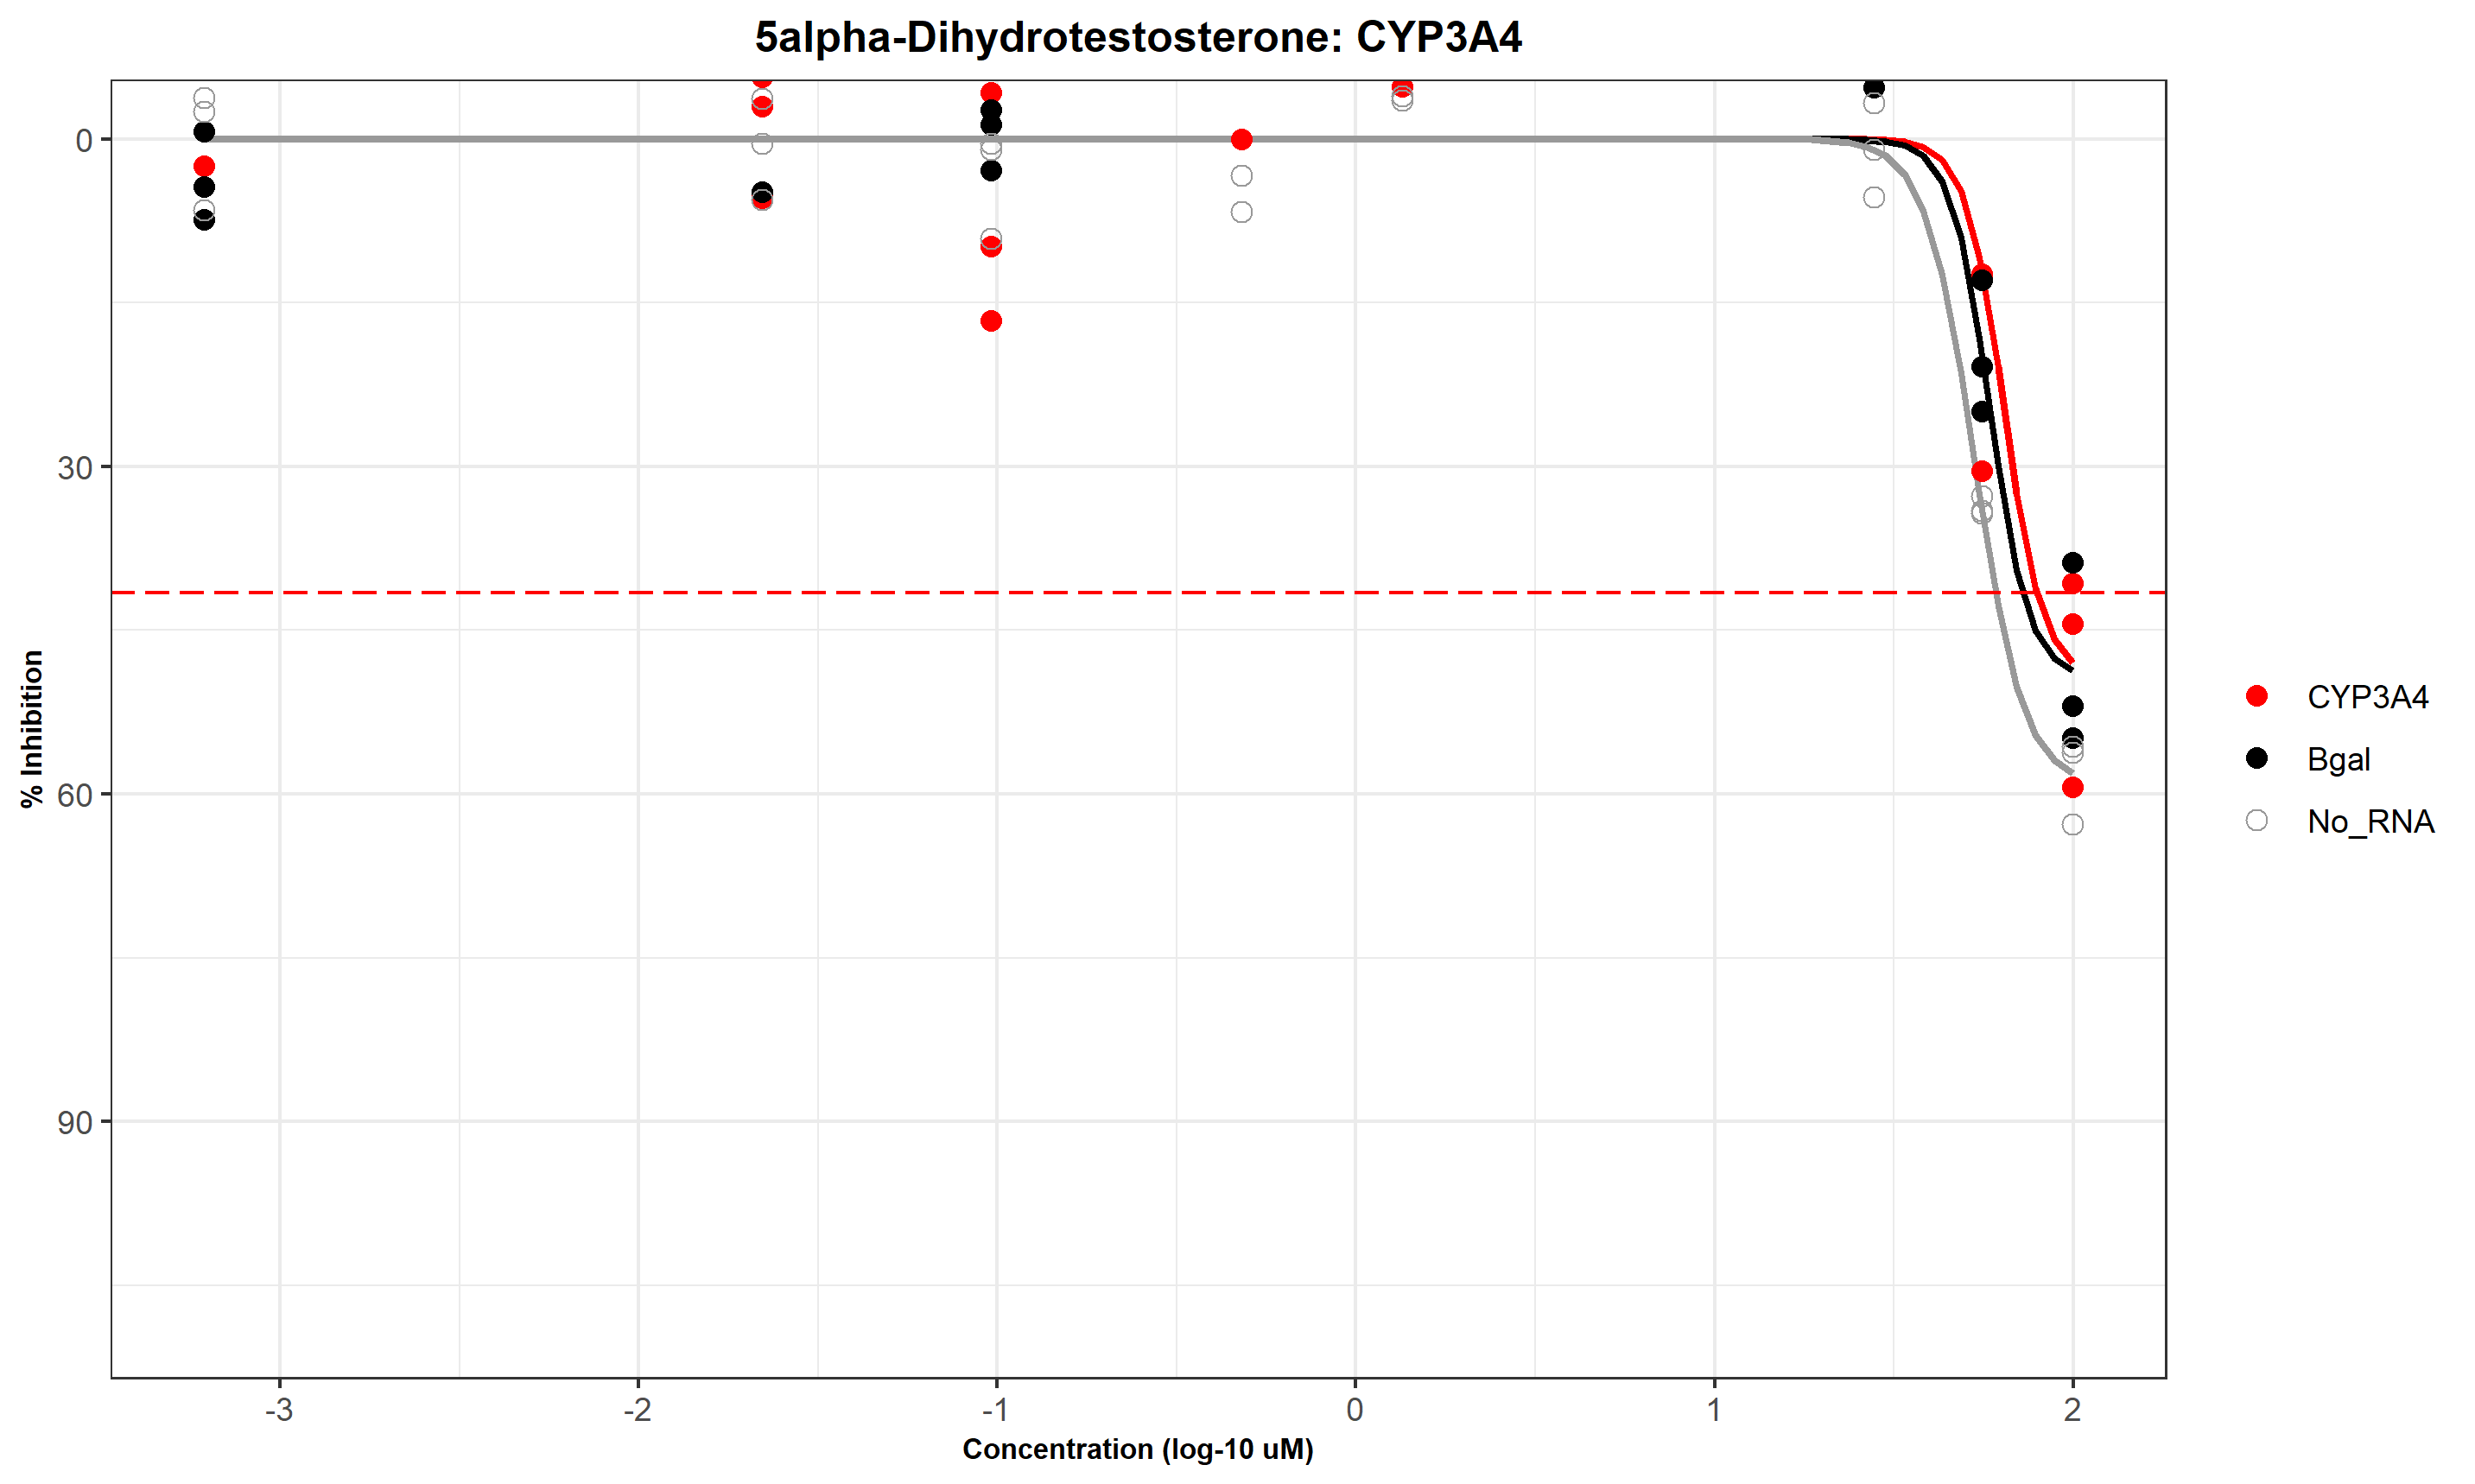 5alpha-Dihydrotestosterone: CYP3A4
0
30
60
90
% Inhibition
-3
-2
-1
0
1
2
Concentration (log-10 uM)
CYP3A4
Bgal
No_RNA